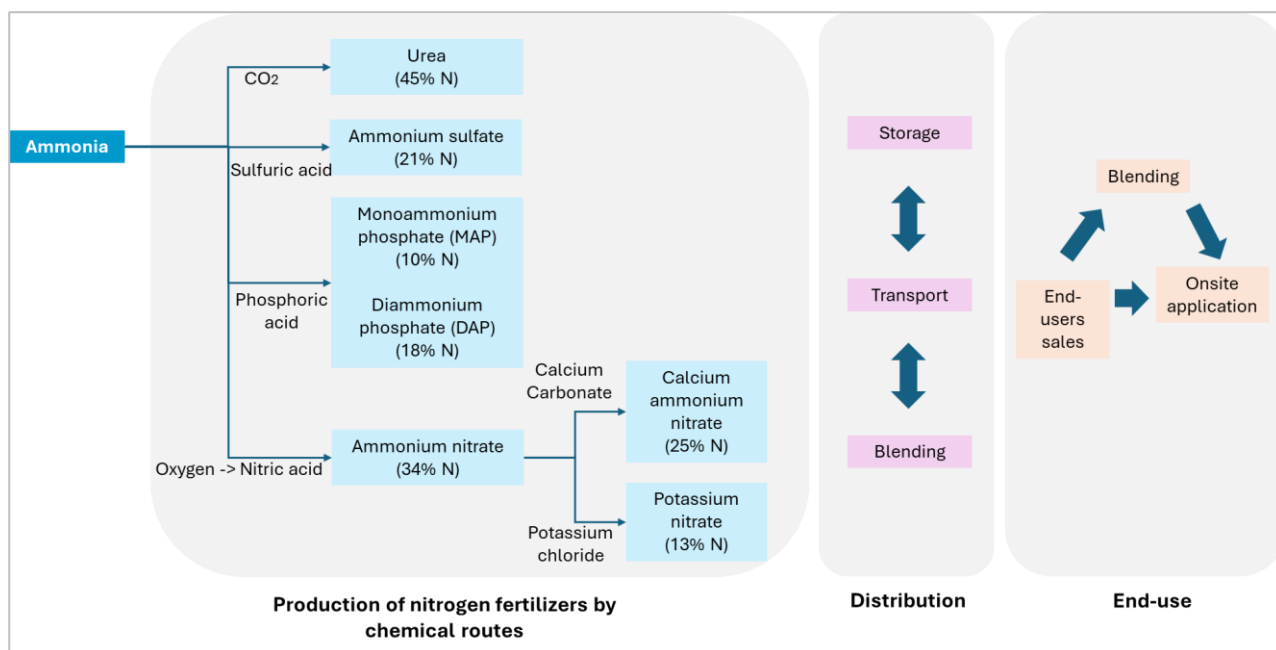 Ammonia
CO2
Urea
(45% N)
Sulfuric acid
Ammonium sulfate
(21% N)
Phosphoric
acid
Monoammonium
phosphate (MAP)
(10% N)
Diammonium
phosphate (DAP)
(18% N)
Oxygen -> Nitric acid
Ammonium nitrate
(34% N)
Calcium
Carbonate
Calcium
ammonium
nitrate
(25% N)
Potassium
chloride
Potassium
nitrate
(13% N)
Production of nitrogen fertilizers by
chemical routes
Storage
Transport
Blending
Distribution
Blending
End-
users
sales
Onsite
application
End-use